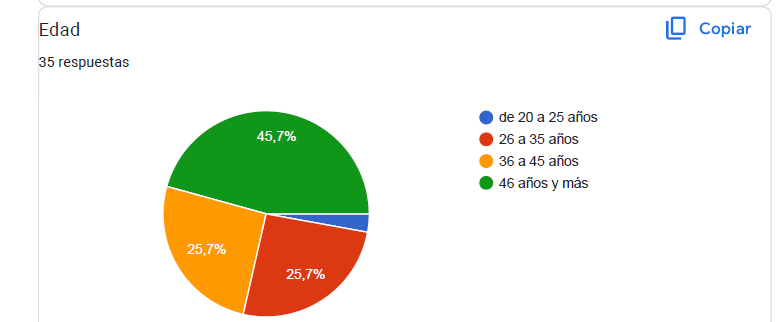 Edad
Copiar
35 respuestas
45,7%
25,7%
25,7%
de 20 a 25 años
26 a 35 años
36 a 45 años
46 años y más